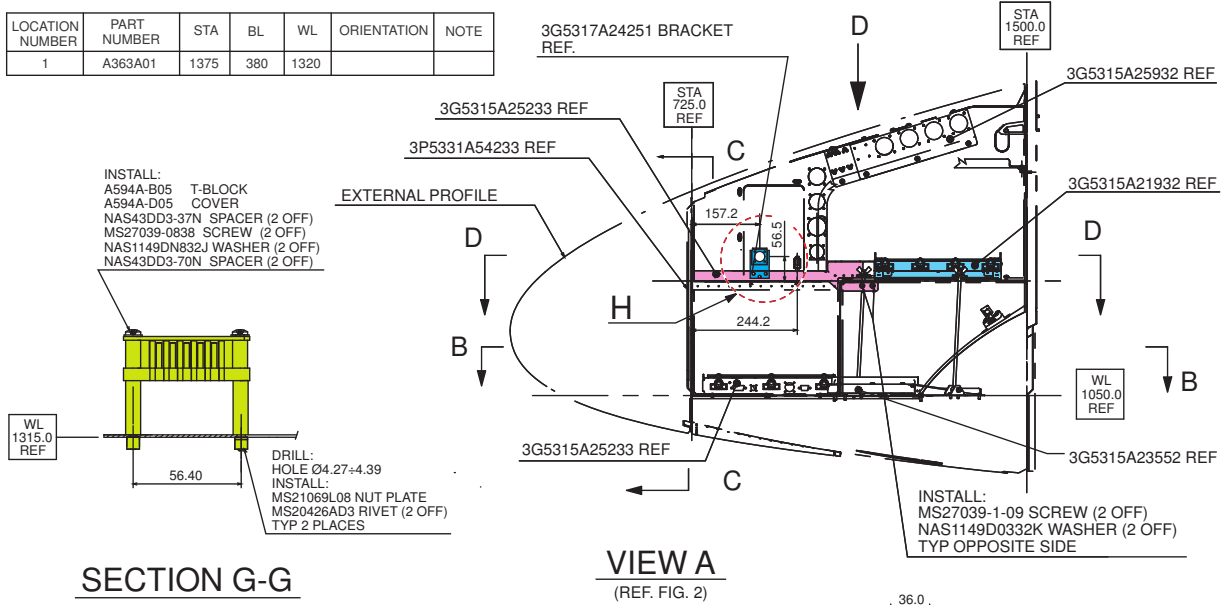 LOCATION NUMBER PART NUMBER STA BL WL ORIENTATION NOTE
1 A363A01 1375 380 1320
3G5317A24251 BRACKET
REF.
D
STA
1500.0
REF
3G5315A25932 REF
STA
725.0
REF
3G5315A25233 REF
3P5331A54233 REF
C
INSTALL:
A594A-B05 T-BLOCK
A594A-D05 COVER
NAS43DD3-37N SPACER (2 OFF)
MS27039-0838 SCREW (2 OFF)
NAS1149DN832J WASHER (2 OFF)
NAS43DD3-70N SPACER (2 OFF)
EXTERNAL PROFILE
3G5315A21932 REF
157.2
56.5
D
D
H
244.2
B
B
WL
1050.0
REF
WL
1315.0
REF
56.40
DRILL:
HOLE Ø4.27÷4.39
INSTALL:
MS21069L08 NUT PLATE
MS20426AD3 RIVET (2 OFF)
TYP 2 PLACES
3G5315A25233 REF
C
3G5315A23552 REF
INSTALL:
MS27039-1-09 SCREW (2 OFF)
NAS1149D0332K WASHER (2 OFF)
TYP OPPOSITE SIDE
SECTION G-G
VIEW A
(REF. FIG. 2)
36.0